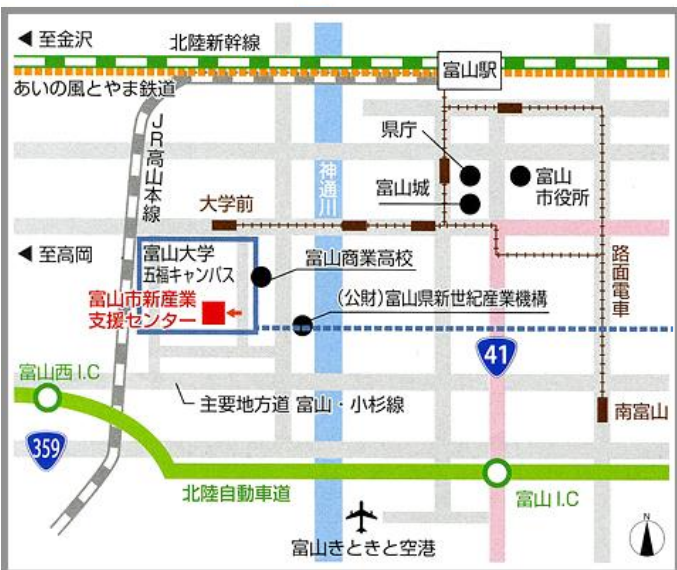 ◀ 至金沢
北陸新幹線
富山駅
あいの風とやま鉄道
JR高山本線
県庁
神通川
富山城
富山
市役所
大学前
◀ 至高岡
富山大学
五福キャンパス
富山商業高校
路面電車
富山市新産業
支援センター
(公財)富山県新世紀産業機構
41
富山西I.C
主要地方道 富山・小杉線
南富山
359
北陸自動車道
富山I.C
富山きときと空港
N